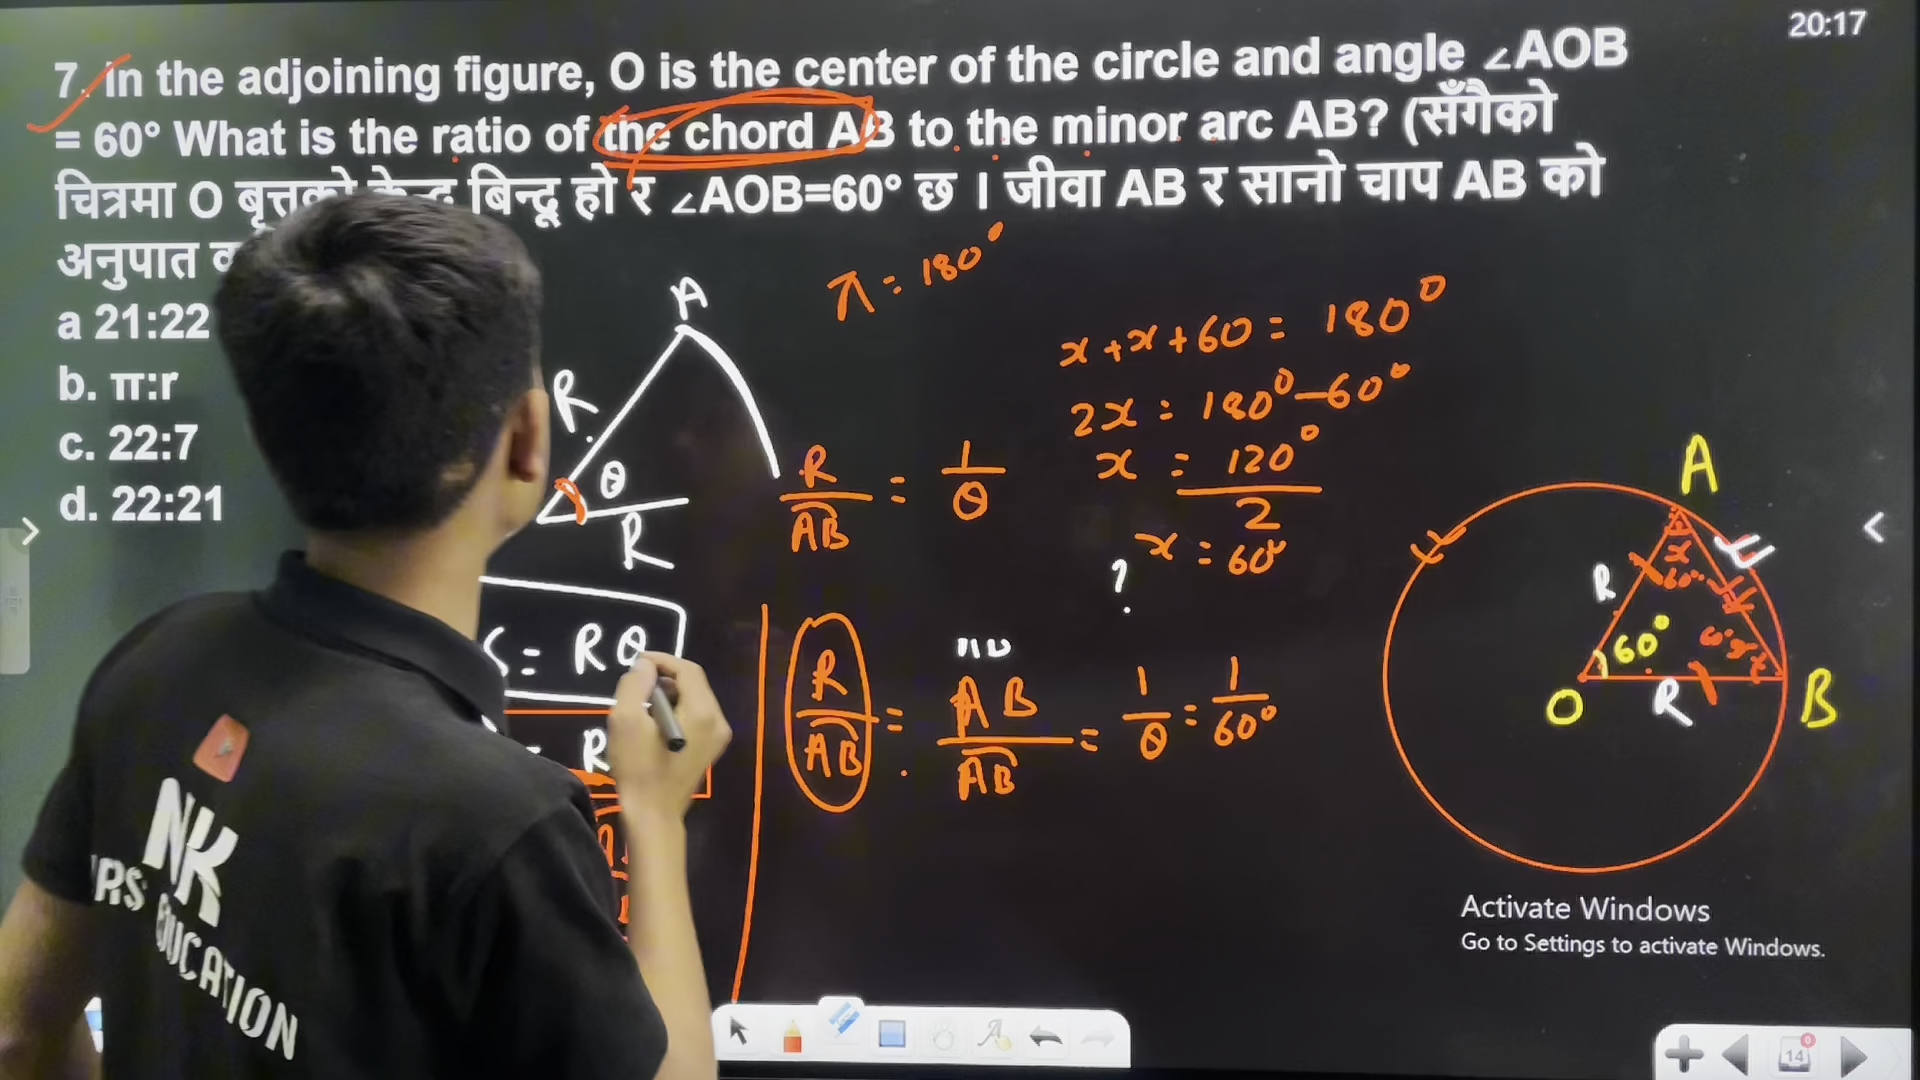 20:17
7. In the adjoining figure, O is the center of the circle and angle ∠AOB
= 60° What is the ratio of the chord AB to the minor arc AB? (सँगैको
चित्रमा O बृत्तको केन्द्र बिन्दू हो र ∠AOB=60° छ । जीवा AB र सानो चाप AB को
अनुपात
a 21:22
b. π:r
c. 22:7
d. 22:21
π = 180°
A
R
θ
R
x + x + 60 = 180°
2x = 180° - 60°
x = 120° / 2
x = 60°
R/A͡B = 1/θ
?
S = Rθ
= R
R/A͡B = AB/A͡B = 1/θ = 1/60°
A
x
60°
R
60°
O
R
B
NK
EDUCATION
Activate Windows
Go to Settings to activate Windows.
14